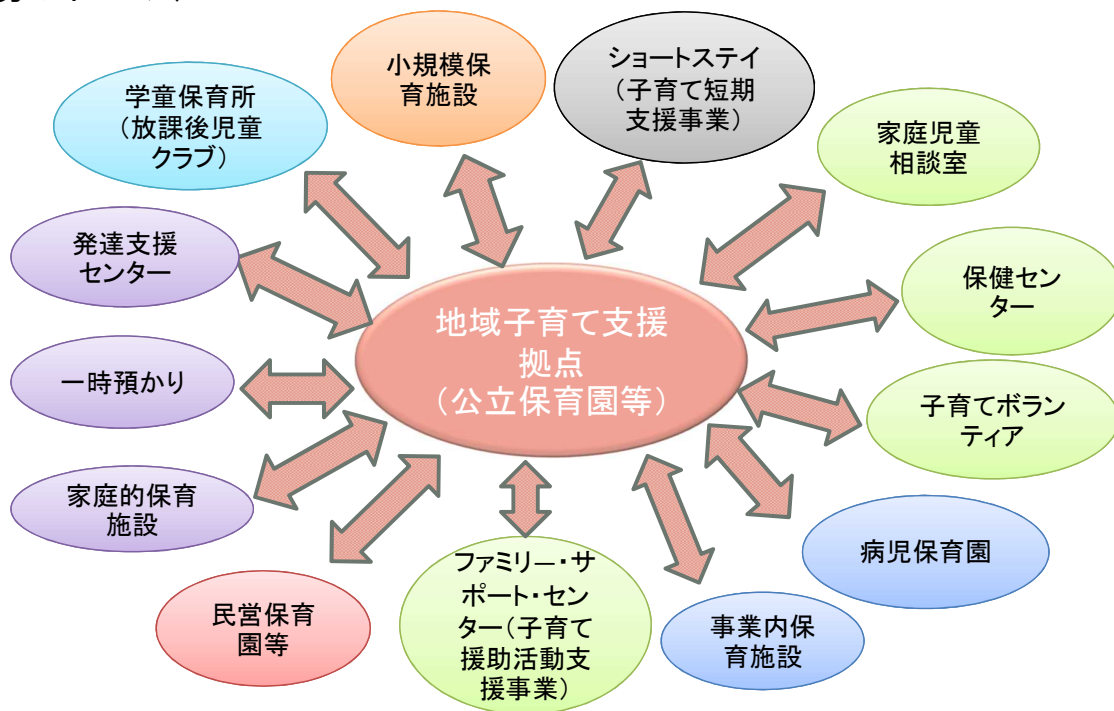 小規模保
育施設
ショートステイ
(子育て短期
支援事業)
学童保育所
(放課後児童
クラブ)
家庭児童
相談室
発達支援
センター
保健セン
ター
地域子育て支援
拠点
(公立保育園等)
一時預かり
子育てボラン
ティア
家庭的保育
施設
病児保育園
民営保育
園等
ファミリー・サ
ポート・セン
ター(子育て
援助活動支
援事業)
事業内保
育施設